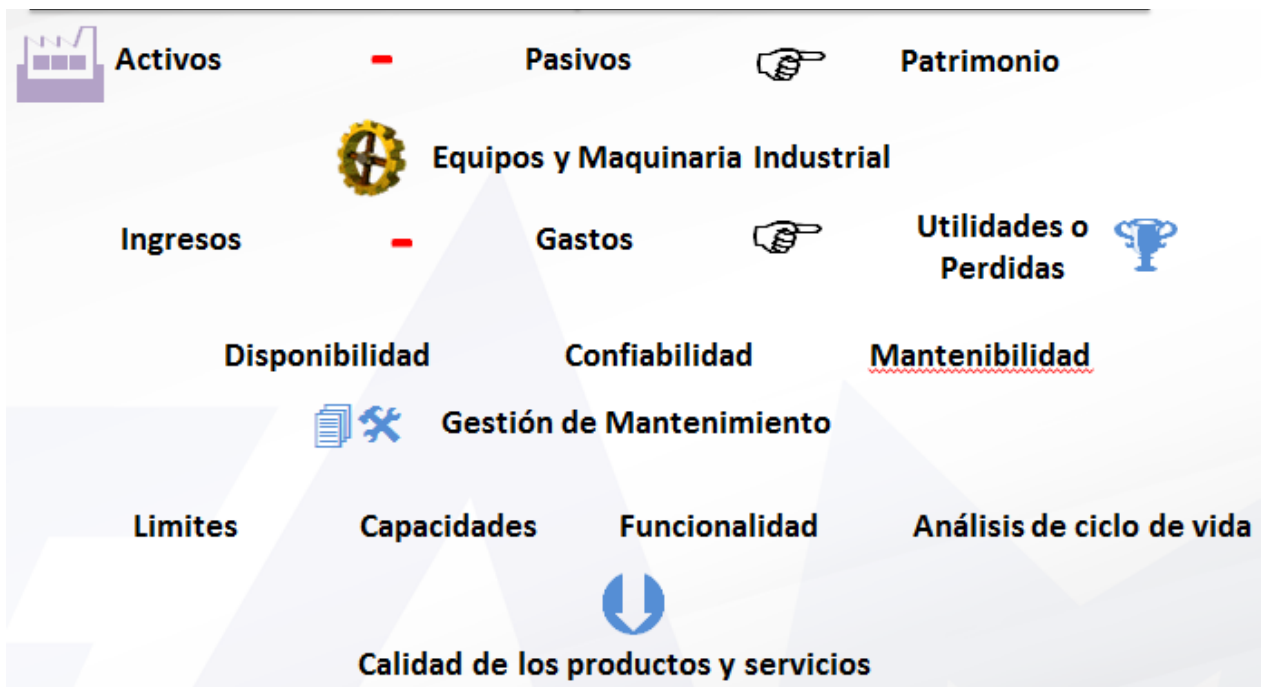 Activos - Pasivos Patrimonio
Equipos y Maquinaria Industrial
Ingresos - Gastos Utilidades o
Perdidas
Disponibilidad Confiabilidad Mantenibilidad
Gestión de Mantenimiento
Limites Capacidades Funcionalidad Análisis de ciclo de vida
Calidad de los productos y servicios